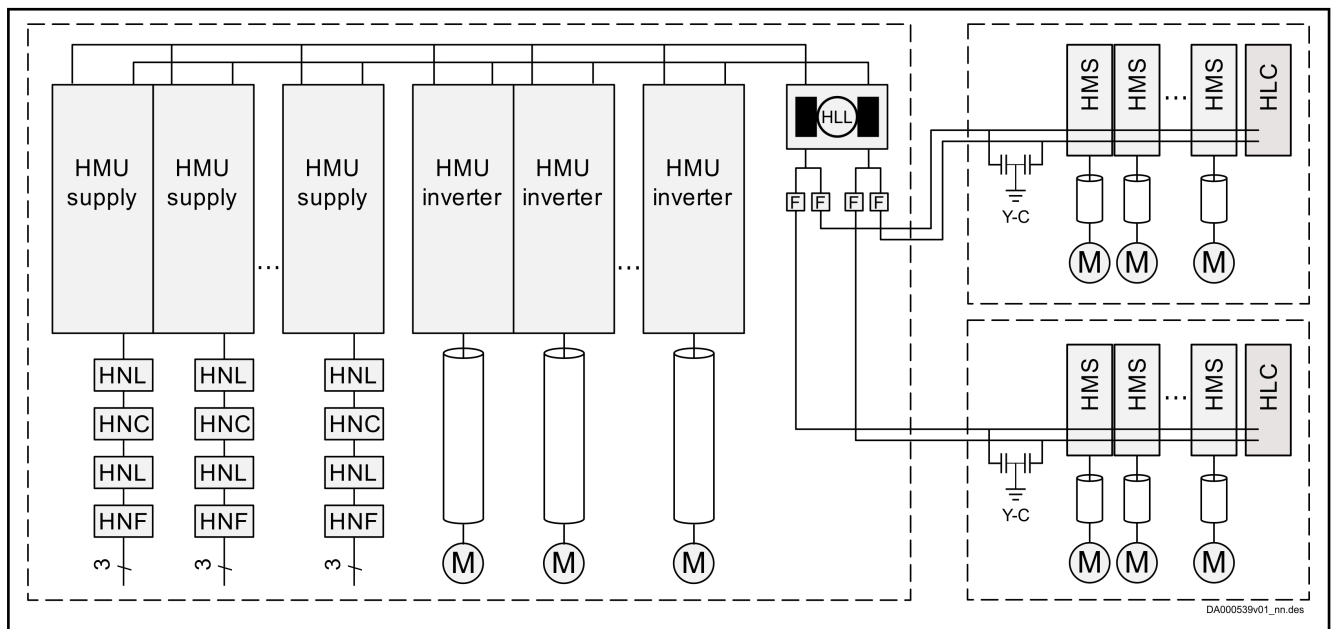 HMU supply
HMU supply
...
HMU supply
HMU inverter
HMU inverter
...
HMU inverter
HLL
F F F F
HNL HNL HNL
HNC HNC HNC
HNL HNL HNL
HNF HNF HNF
3 3 3
M M M
HMS HMS ... HMS HLC
Y-C
M M M
HMS HMS ... HMS HLC
Y-C
M M M
DA000539v01_nn.des